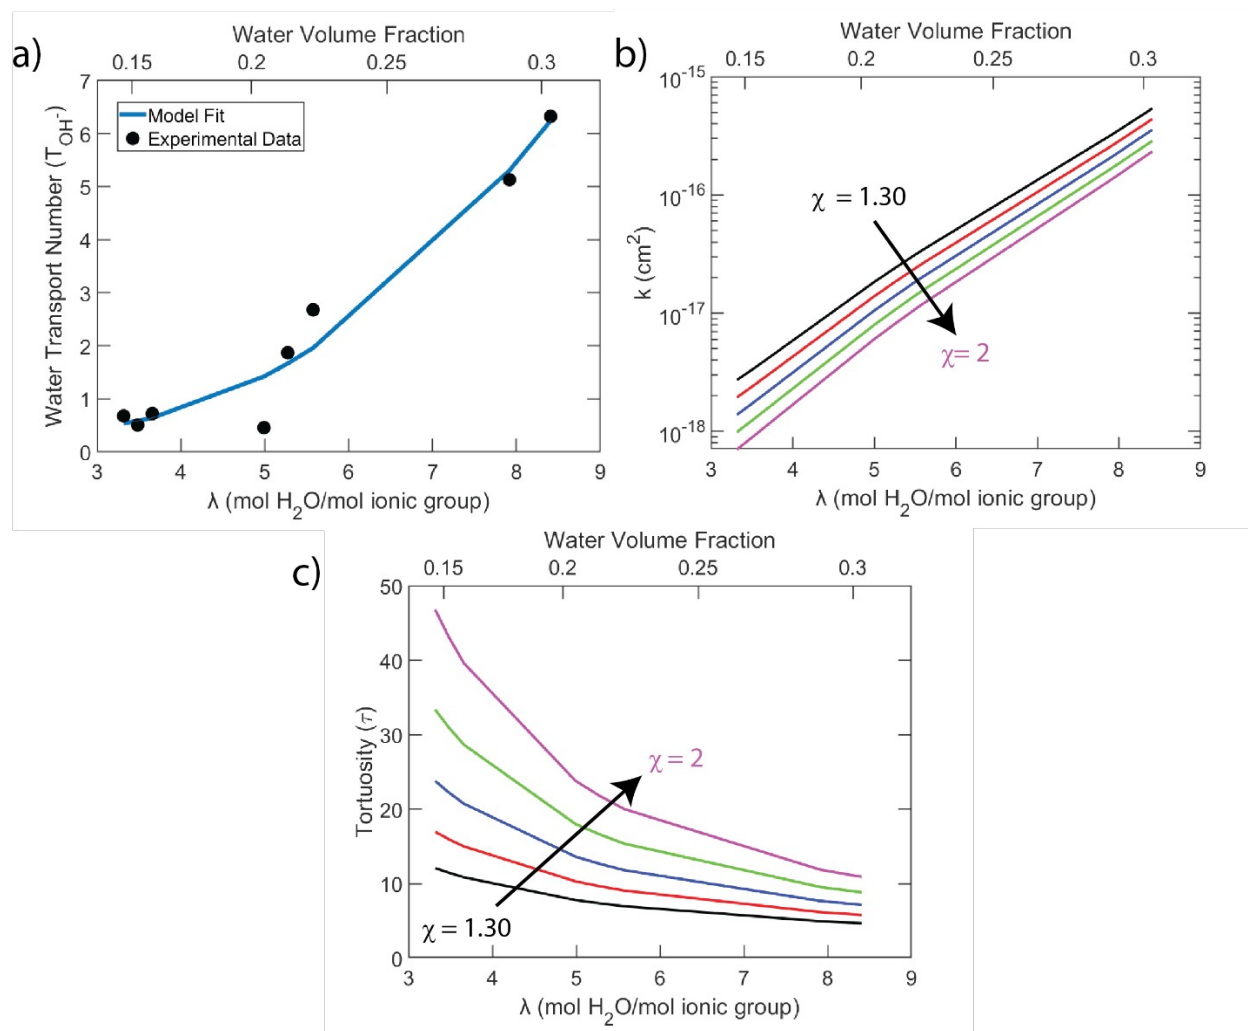 a)
Water Volume Fraction
0.15 0.2 0.25 0.3
Water Transport Number (T_OH-)
7
6
5
4
3
2
1
0
Model Fit
Experimental Data
3 4 5 6 7 8 9
λ (mol H2O/mol ionic group)
b)
Water Volume Fraction
0.15 0.2 0.25 0.3
k (cm²)
10^-15
10^-16
10^-17
10^-18
χ = 1.30
χ= 2
3 4 5 6 7 8 9
λ (mol H2O/mol ionic group)
c)
Water Volume Fraction
0.15 0.2 0.25 0.3
Tortuosity (τ)
50
40
30
20
10
0
χ = 2
χ = 1.30
3 4 5 6 7 8 9
λ (mol H2O/mol ionic group)